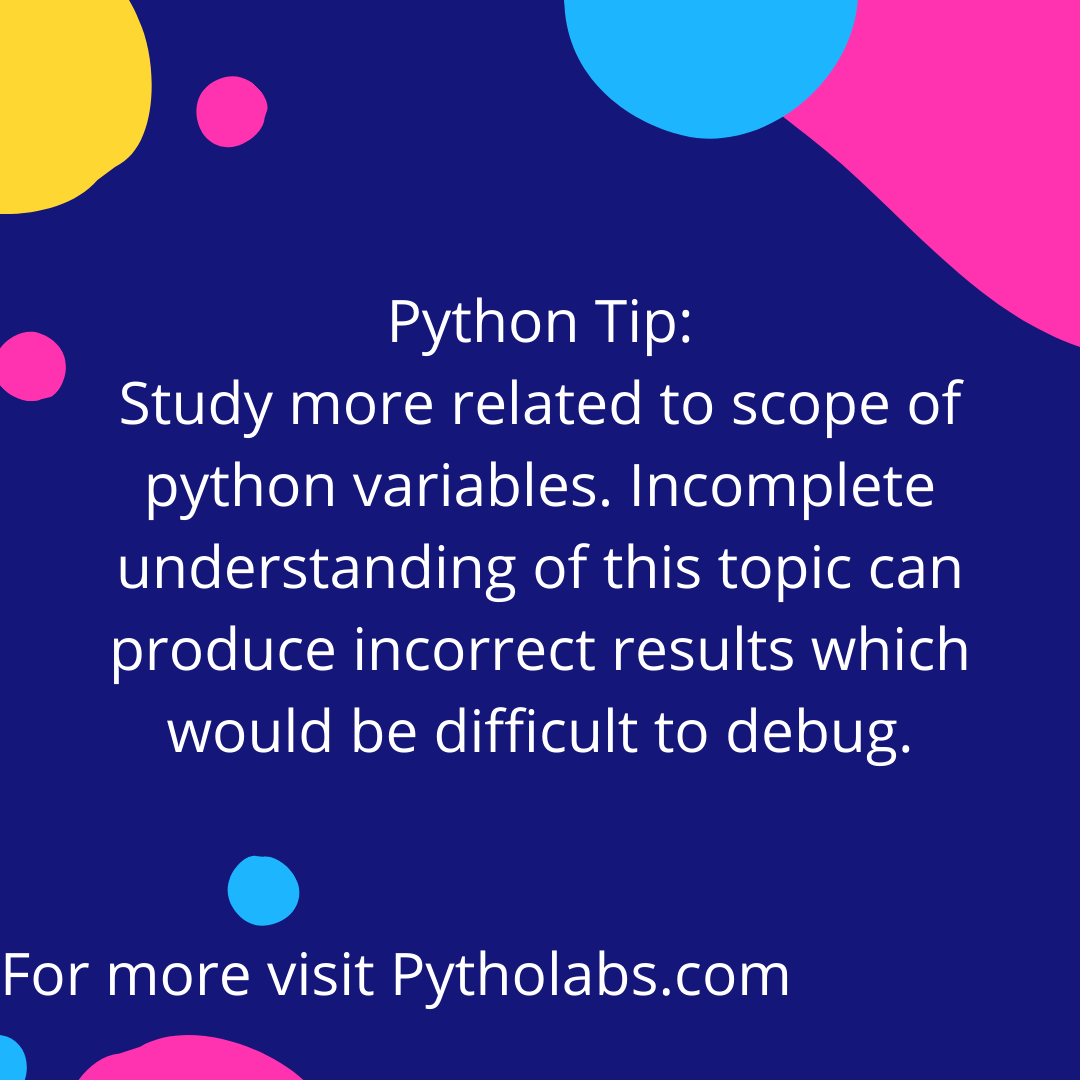 Python Tip:
Study more related to scope of
python variables. Incomplete
understanding of this topic can
produce incorrect results which
would be difficult to debug.
For more visit Pytholabs.com